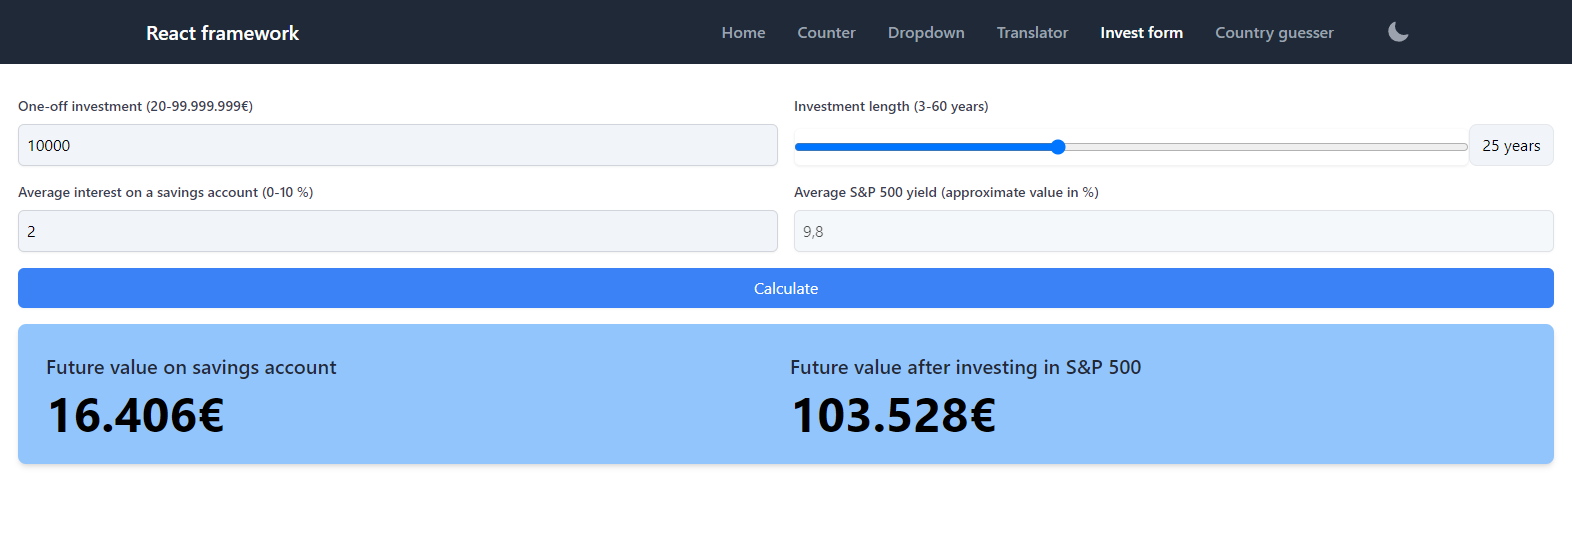 React framework
Home Counter Dropdown Translator Invest form Country guesser
One-off investment (20-99.999.999€)
10000
Investment length (3-60 years)
25 years
Average interest on a savings account (0-10 %)
2
Average S&P 500 yield (approximate value in %)
9,8
Calculate
Future value on savings account
16.406€
Future value after investing in S&P 500
103.528€